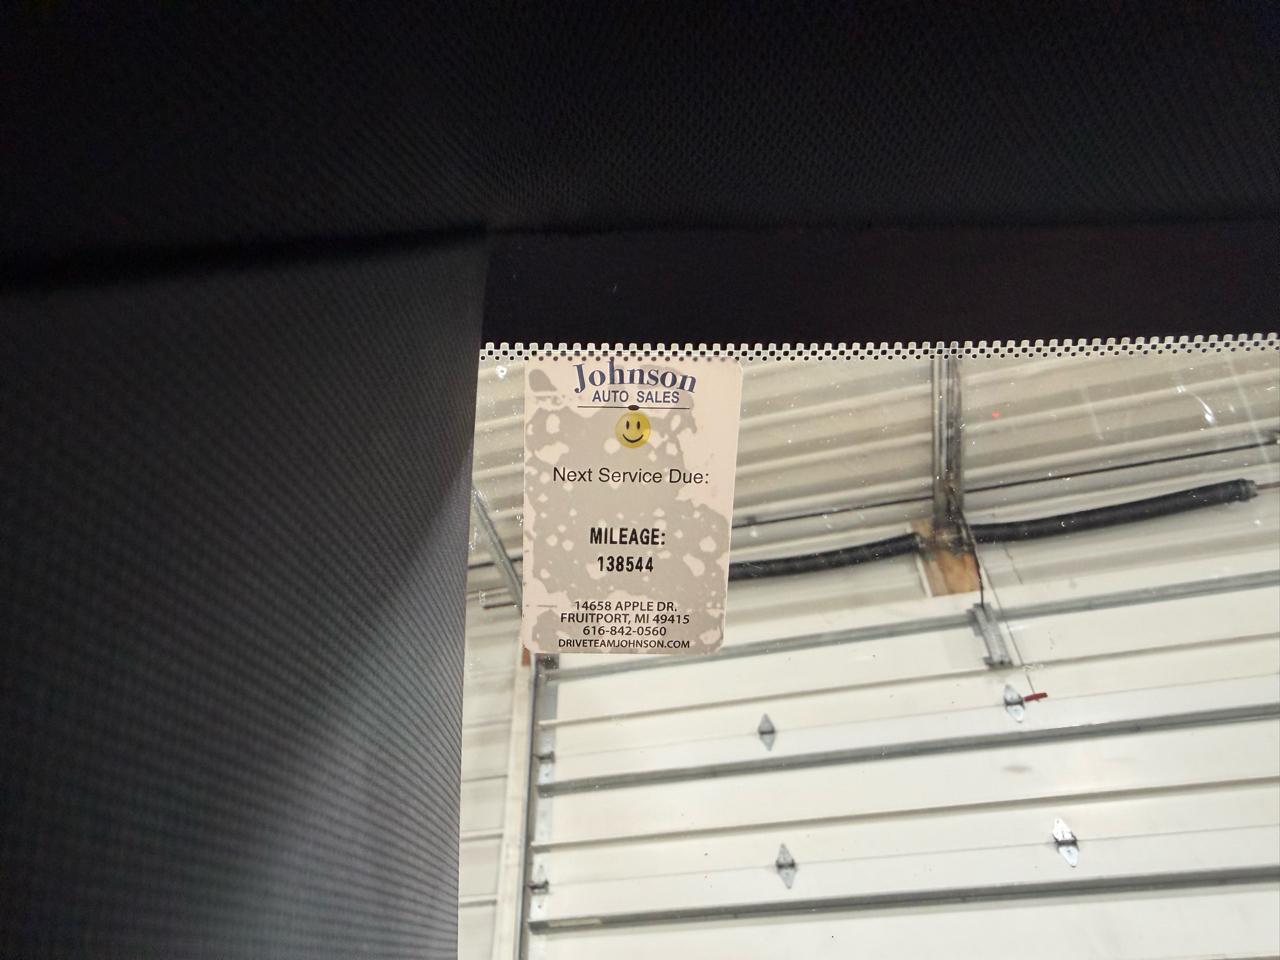 Johnson
AUTO SALES
Next Service Due:
MILEAGE:
138544
14658 APPLE DR.
FRUITPORT, MI 49415
616-842-0560
DRIVETEAMJOHNSON.COM